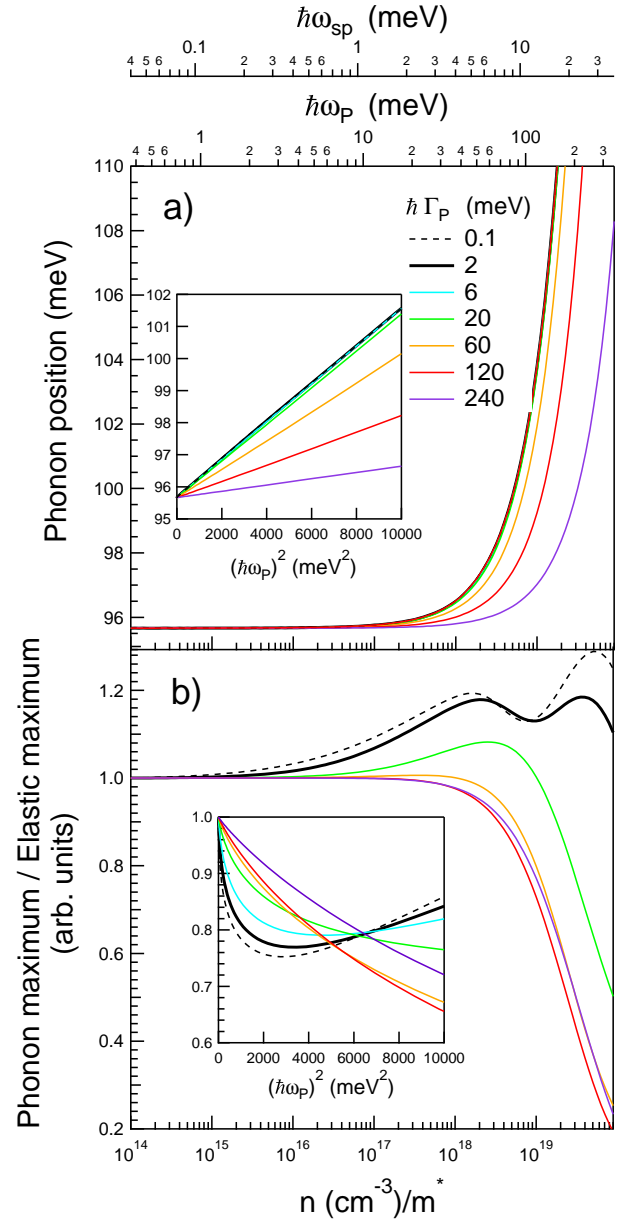 ħω_sp (meV)
4 5 6 0.1 2 3 4 5 6 1 2 3 4 5 6 10 2 3
ħω_P (meV)
4 5 6 1 2 3 4 5 6 10 2 3 4 5 6 100 2 3
a)
Phonon position (meV)
110
108
106
104
102
100
98
96
ħ Γ_P (meV)
0.1
2
6
20
60
120
240
102
101
100
99
98
97
96
95
0 2000 4000 6000 8000 10000
(ħω_P)^2 (meV^2)
b)
Phonon maximum / Elastic maximum
(arb. units)
1.2
1.0
0.8
0.6
0.4
0.2
1.0
0.9
0.8
0.7
0.6
0 2000 4000 6000 8000 10000
(ħω_P)^2 (meV^2)
10^14 10^15 10^16 10^17 10^18 10^19
n (cm^-3)/m^*